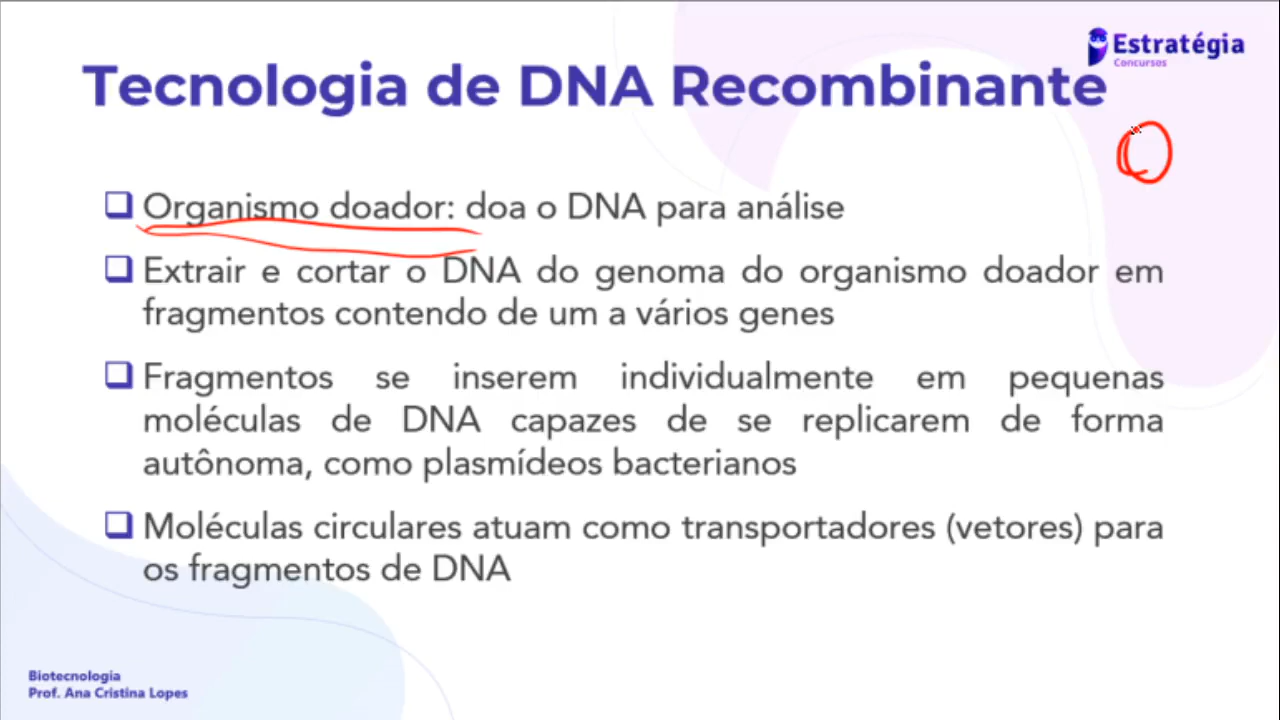 Estratégia
Concursos
Tecnologia de DNA Recombinante
Organismo doador: doa o DNA para análise
Extrair e cortar o DNA do genoma do organismo doador em
fragmentos contendo de um a vários genes
Fragmentos se inserem individualmente em pequenas
moléculas de DNA capazes de se replicarem de forma
autônoma, como plasmídeos bacterianos
Moléculas circulares atuam como transportadores (vetores) para
os fragmentos de DNA
Biotecnologia
Prof. Ana Cristina Lopes